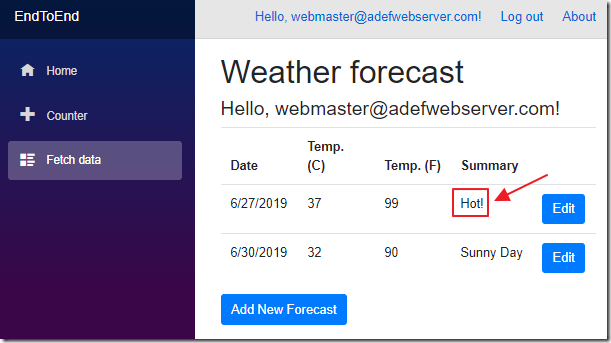 EndToEnd
Hello, webmaster@adefwebserver.com! Log out About
Home
Counter
Fetch data
Weather forecast
Hello, webmaster@adefwebserver.com!
Date Temp. (C) Temp. (F) Summary
6/27/2019 37 99 Hot! Edit
6/30/2019 32 90 Sunny Day Edit
Add New Forecast